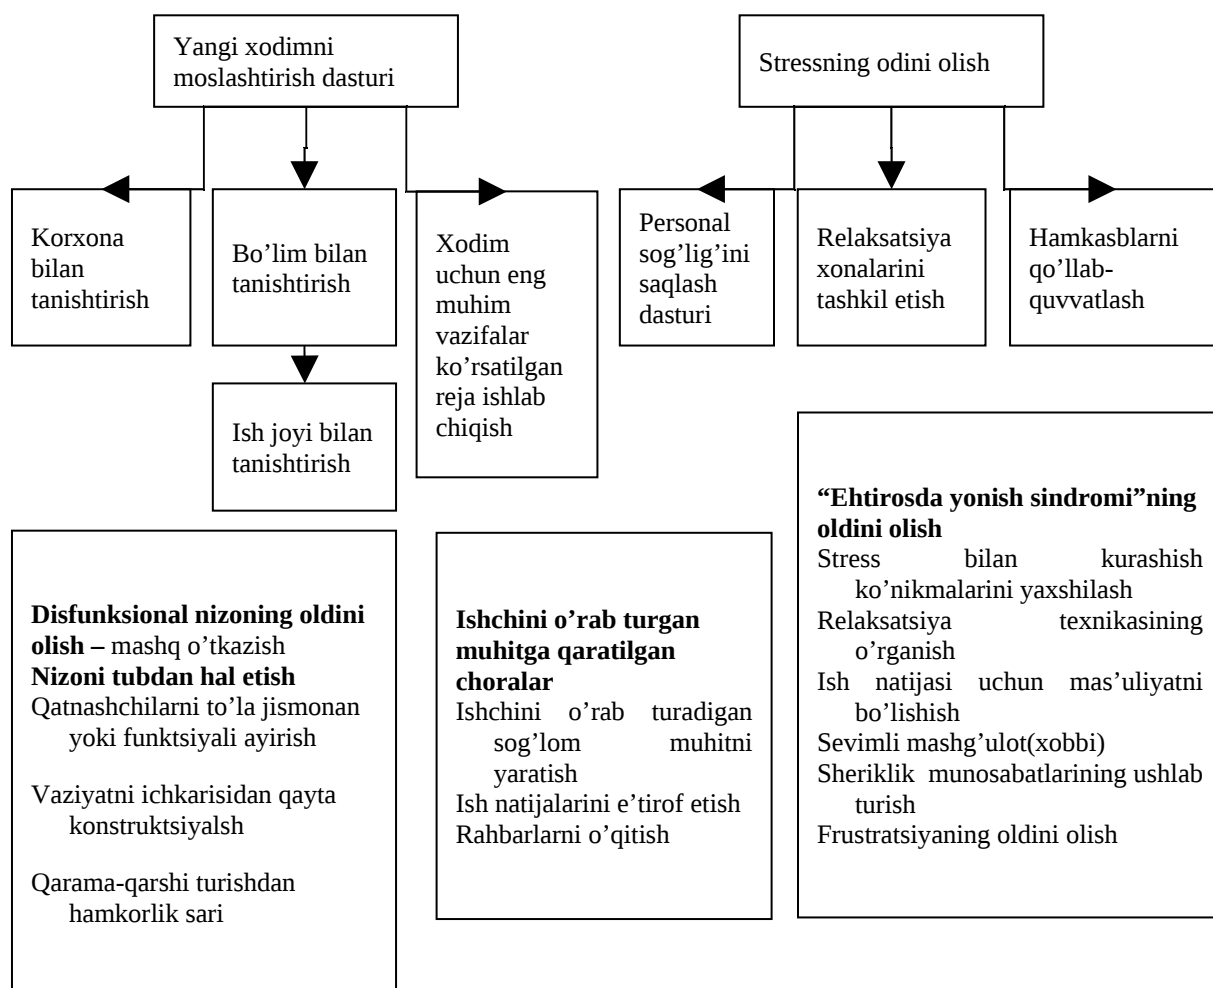 Yangi xodimni
moslashtirish dasturi
Stressning odini olish
Korxona
bilan
tanishtirish
Bo’lim bilan
tanishtirish
Xodim
uchun eng
muhim
vazifalar
ko’rsatilgan
reja ishlab
chiqish
Personal
sog’lig’ini
saqlash
dasturi
Relaksatsiya
xonalarini
tashkil etish
Hamkasblarni
qo’llab-
quvvatlash
Ish joyi bilan
tanishtirish
Disfunksional nizoning oldini
olish – mashq o’tkazish
Nizoni tubdan hal etish
Qatnashchilarni to’la jismonan
yoki funktsiyali ayirish
Vaziyatni ichkarisidan qayta
konstruktsiyalsh
Qarama-qarshi turishdan
hamkorlik sari
Ishchini o’rab turgan
muhitga qaratilgan
choralar
Ishchini o’rab turadigan
sog’lom muhitni
yaratish
Ish natijalarini e’tirof etish
Rahbarlarni o’qitish
“Ehtirosda yonish sindromi”ning
oldini olish
Stress bilan kurashish
ko’nikmalarini yaxshilash
Relaksatsiya texnikasining
o’rganish
Ish natijasi uchun mas’uliyatni
bo’lishish
Sevimli mashg’ulot(xobbi)
Sheriklik munosabatlarining ushlab
turish
Frustratsiyaning oldini olish